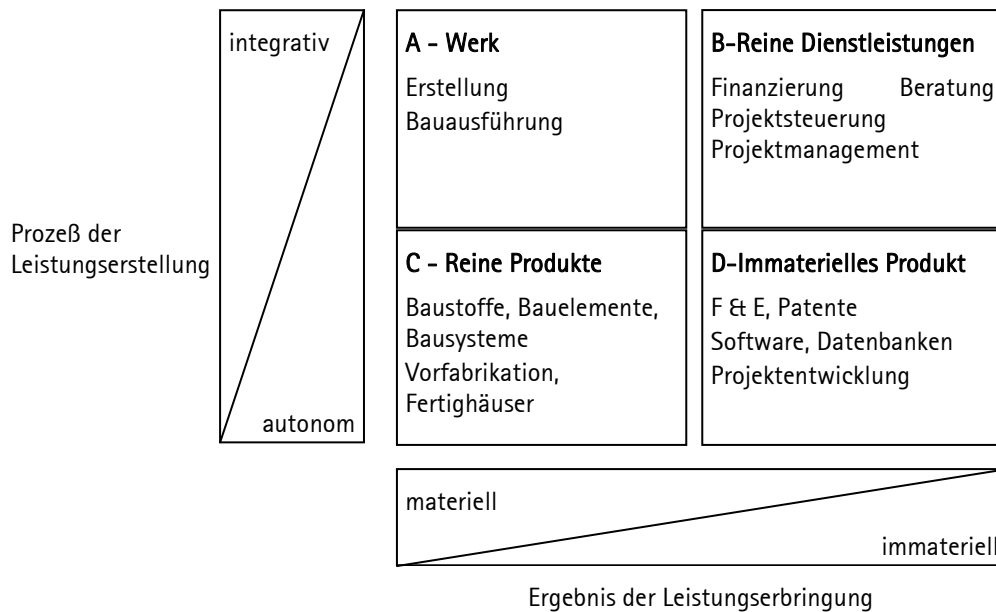 integrativ
Prozeß der
Leistungserstellung
autonom
A - Werk
Erstellung
Bauausführung
B-Reine Dienstleistungen
Finanzierung Beratung
Projektsteuerung
Projektmanagement
C - Reine Produkte
Baustoffe, Bauelemente,
Bausysteme
Vorfabrikation,
Fertighäuser
D-Immaterielles Produkt
F & E, Patente
Software, Datenbanken
Projektentwicklung
materiell
immateriell
Ergebnis der Leistungserbringung